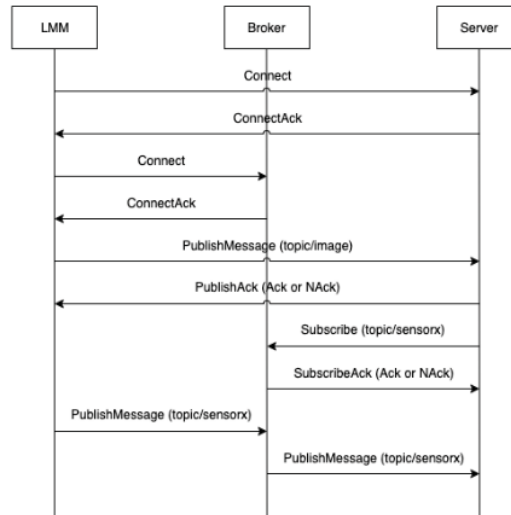 LMM
Broker
Server
Connect
ConnectAck
Connect
ConnectAck
PublishMessage (topic/image)
PublishAck (Ack or NAck)
Subscribe (topic/sensorx)
SubscribeAck (Ack or NAck)
PublishMessage (topic/sensorx)
PublishMessage (topic/sensorx)